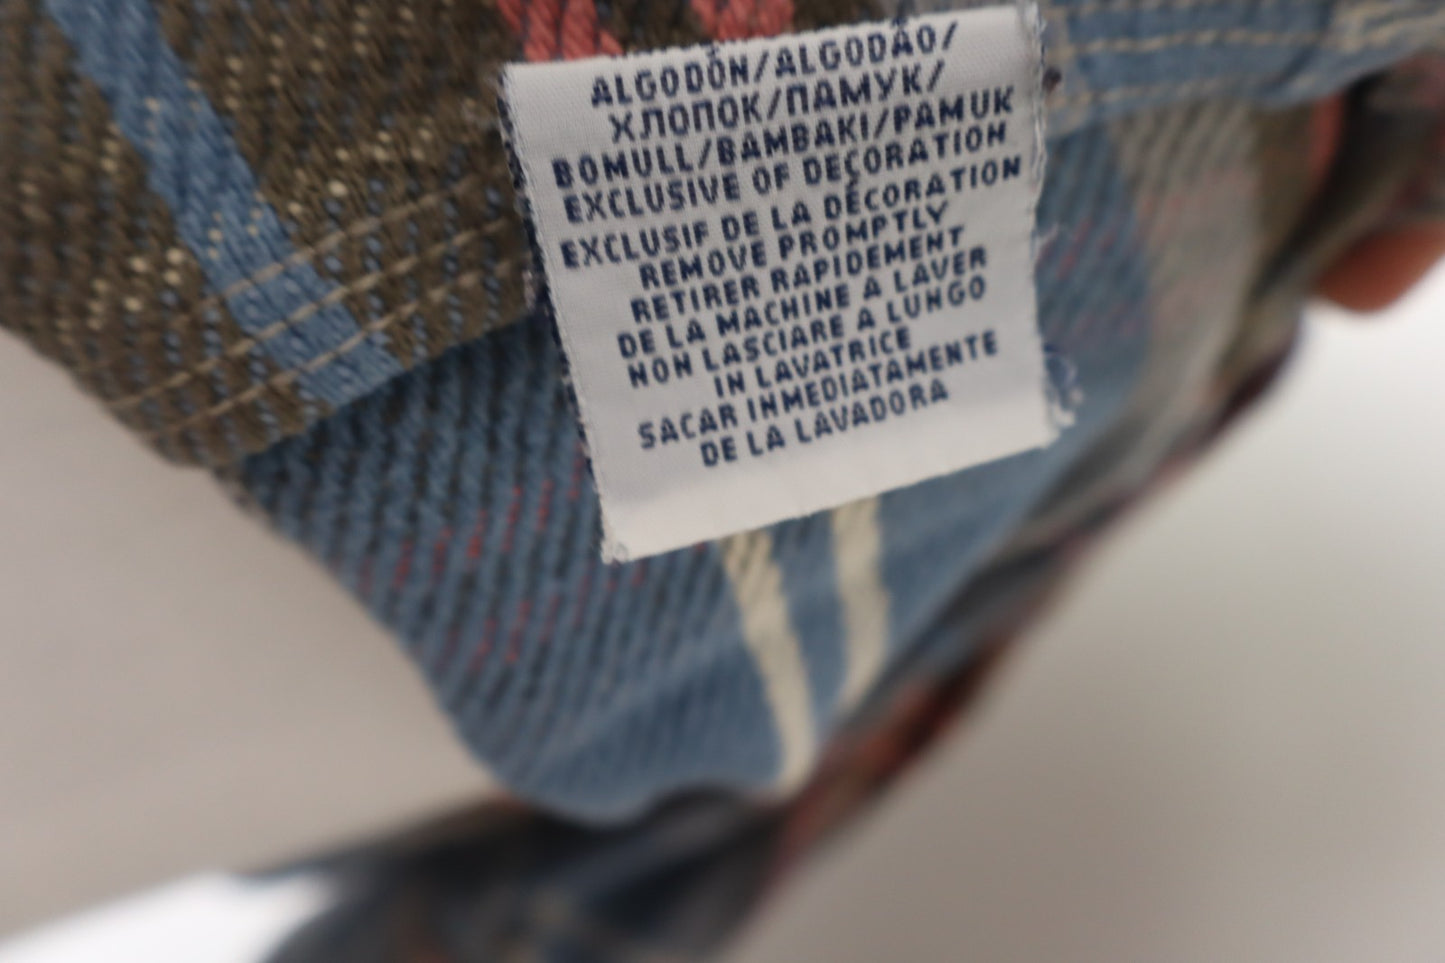 ALGODÓN/ALGODÃO/
ХЛОПОК/ПАМУК/
BOMULL/BAMBAKI/PAMUK
EXCLUSIVE OF DECORATION
EXCLUSIF DE LA DÉCORATION
REMOVE PROMPTLY
RETIRER RAPIDEMENT
DE LA MACHINE À LAVER
NON LASCIARE A LUNGO
IN LAVATRICE
SACAR INMEDIATAMENTE
DE LA LAVADORA